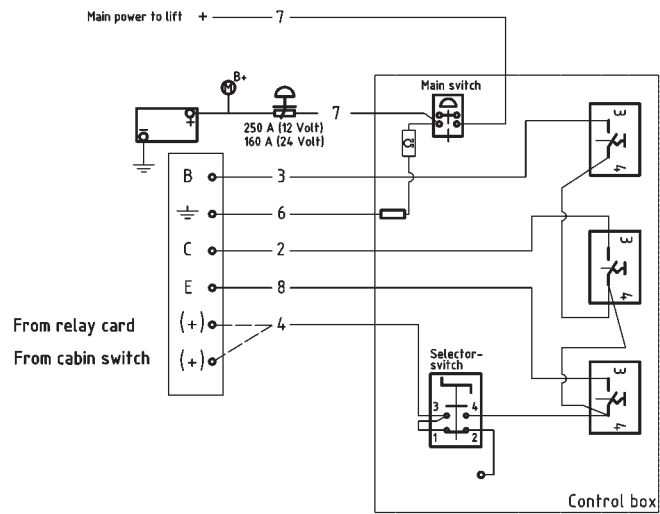 Main power to lift + 7
B+
M
Main switch
+
7
250 A (12 Volt)
160 A (24 Volt)
Ω
3
4
B 3
6
C 2
3
4
E 8
From relay card (+) 4
From cabin switch (+)
Selector-
switch
3
4
3 4
1 2
Control box